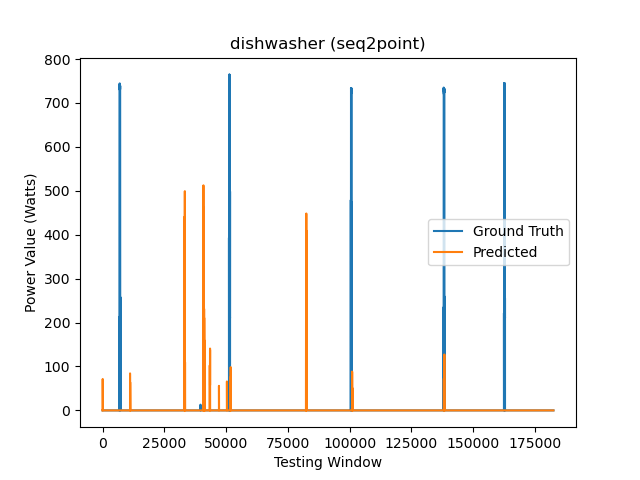 dishwasher (seq2point)
800
700
600
500
400
300
200
100
0
Power Value (Watts)
Ground Truth
Predicted
0 25000 50000 75000 100000 125000 150000 175000
Testing Window